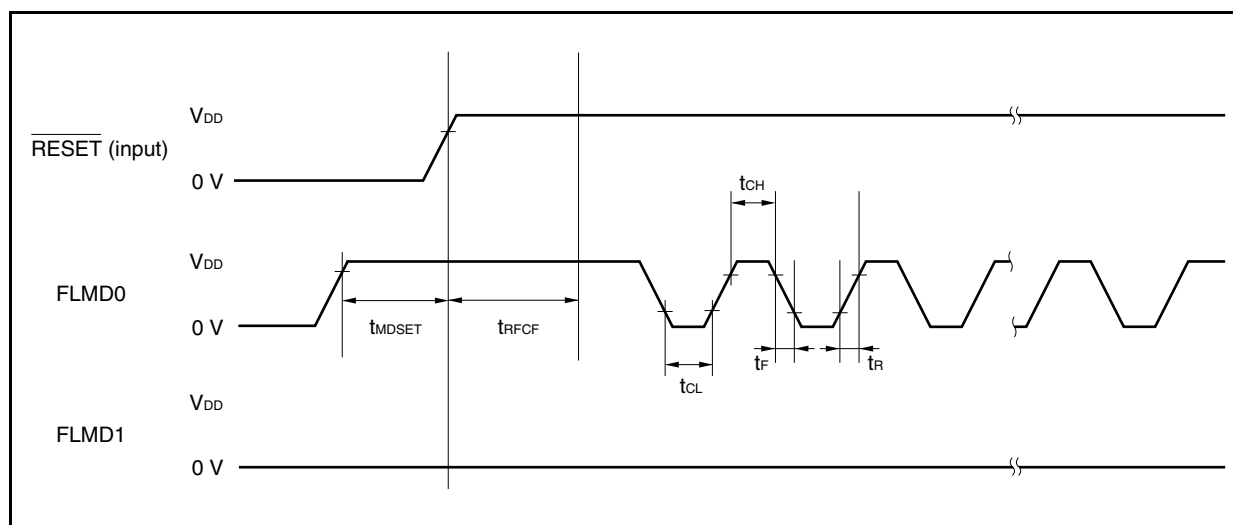 VDD
RESET (input)
0 V
tCH
VDD
FLMD0
0 V
tMDSET
tRFCF
tF
tR
tCL
VDD
FLMD1
0 V